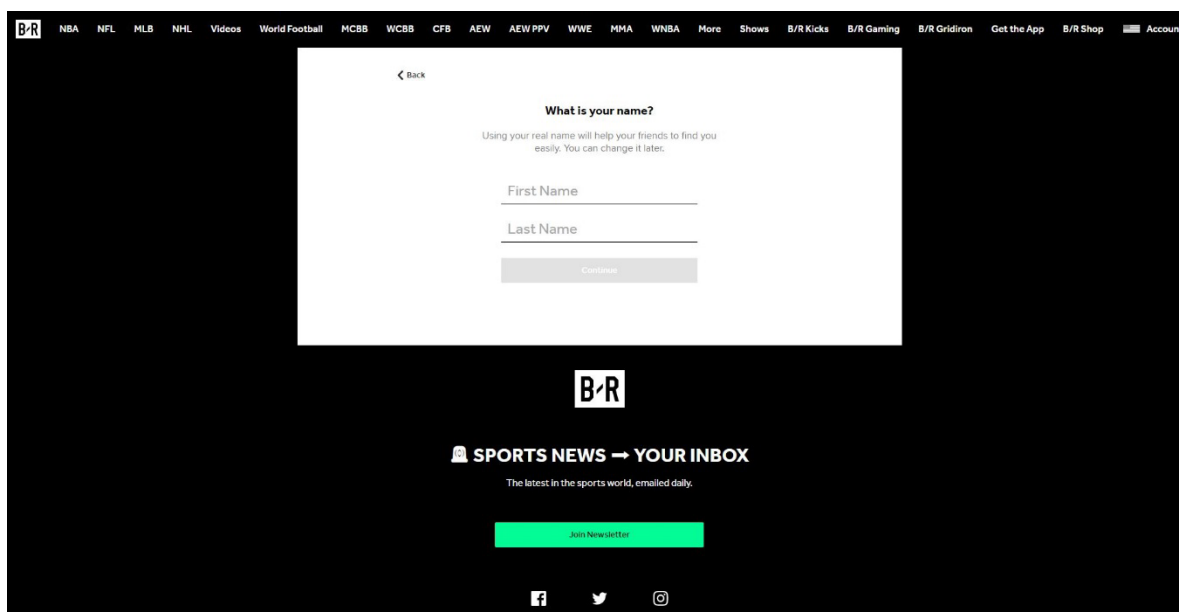 B/R NBA NFL MLB NHL Videos World Football MCBB WCBB CFB AEW AEW PPV WWE MMA WNBA More Shows B/R Kicks B/R Gaming B/R Gridiron Get the App B/R Shop Accoun
Back
What is your name?
Using your real name will help your friends to find you
easily. You can change it later.
First Name
Last Name
Continue
B/R
SPORTS NEWS → YOUR INBOX
The latest in the sports world, emailed daily.
Join Newsletter